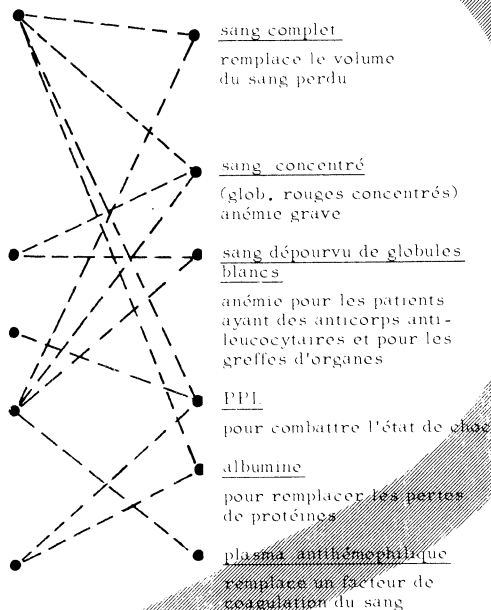 sang complet
remplace le volume
du sang perdu
sang concentré
(glob. rouges concentrés)
anémie grave
sang dépourvu de globules
blancs
anémie pour les patients
ayant des anticorps anti-
leucocytaires et pour les
greffes d'organes
PPL
pour combattre l'état de choc
albumine
pour remplacer les pertes
de protéines
plasma antihémophilique
remplace un facteur de
coagulation du sang